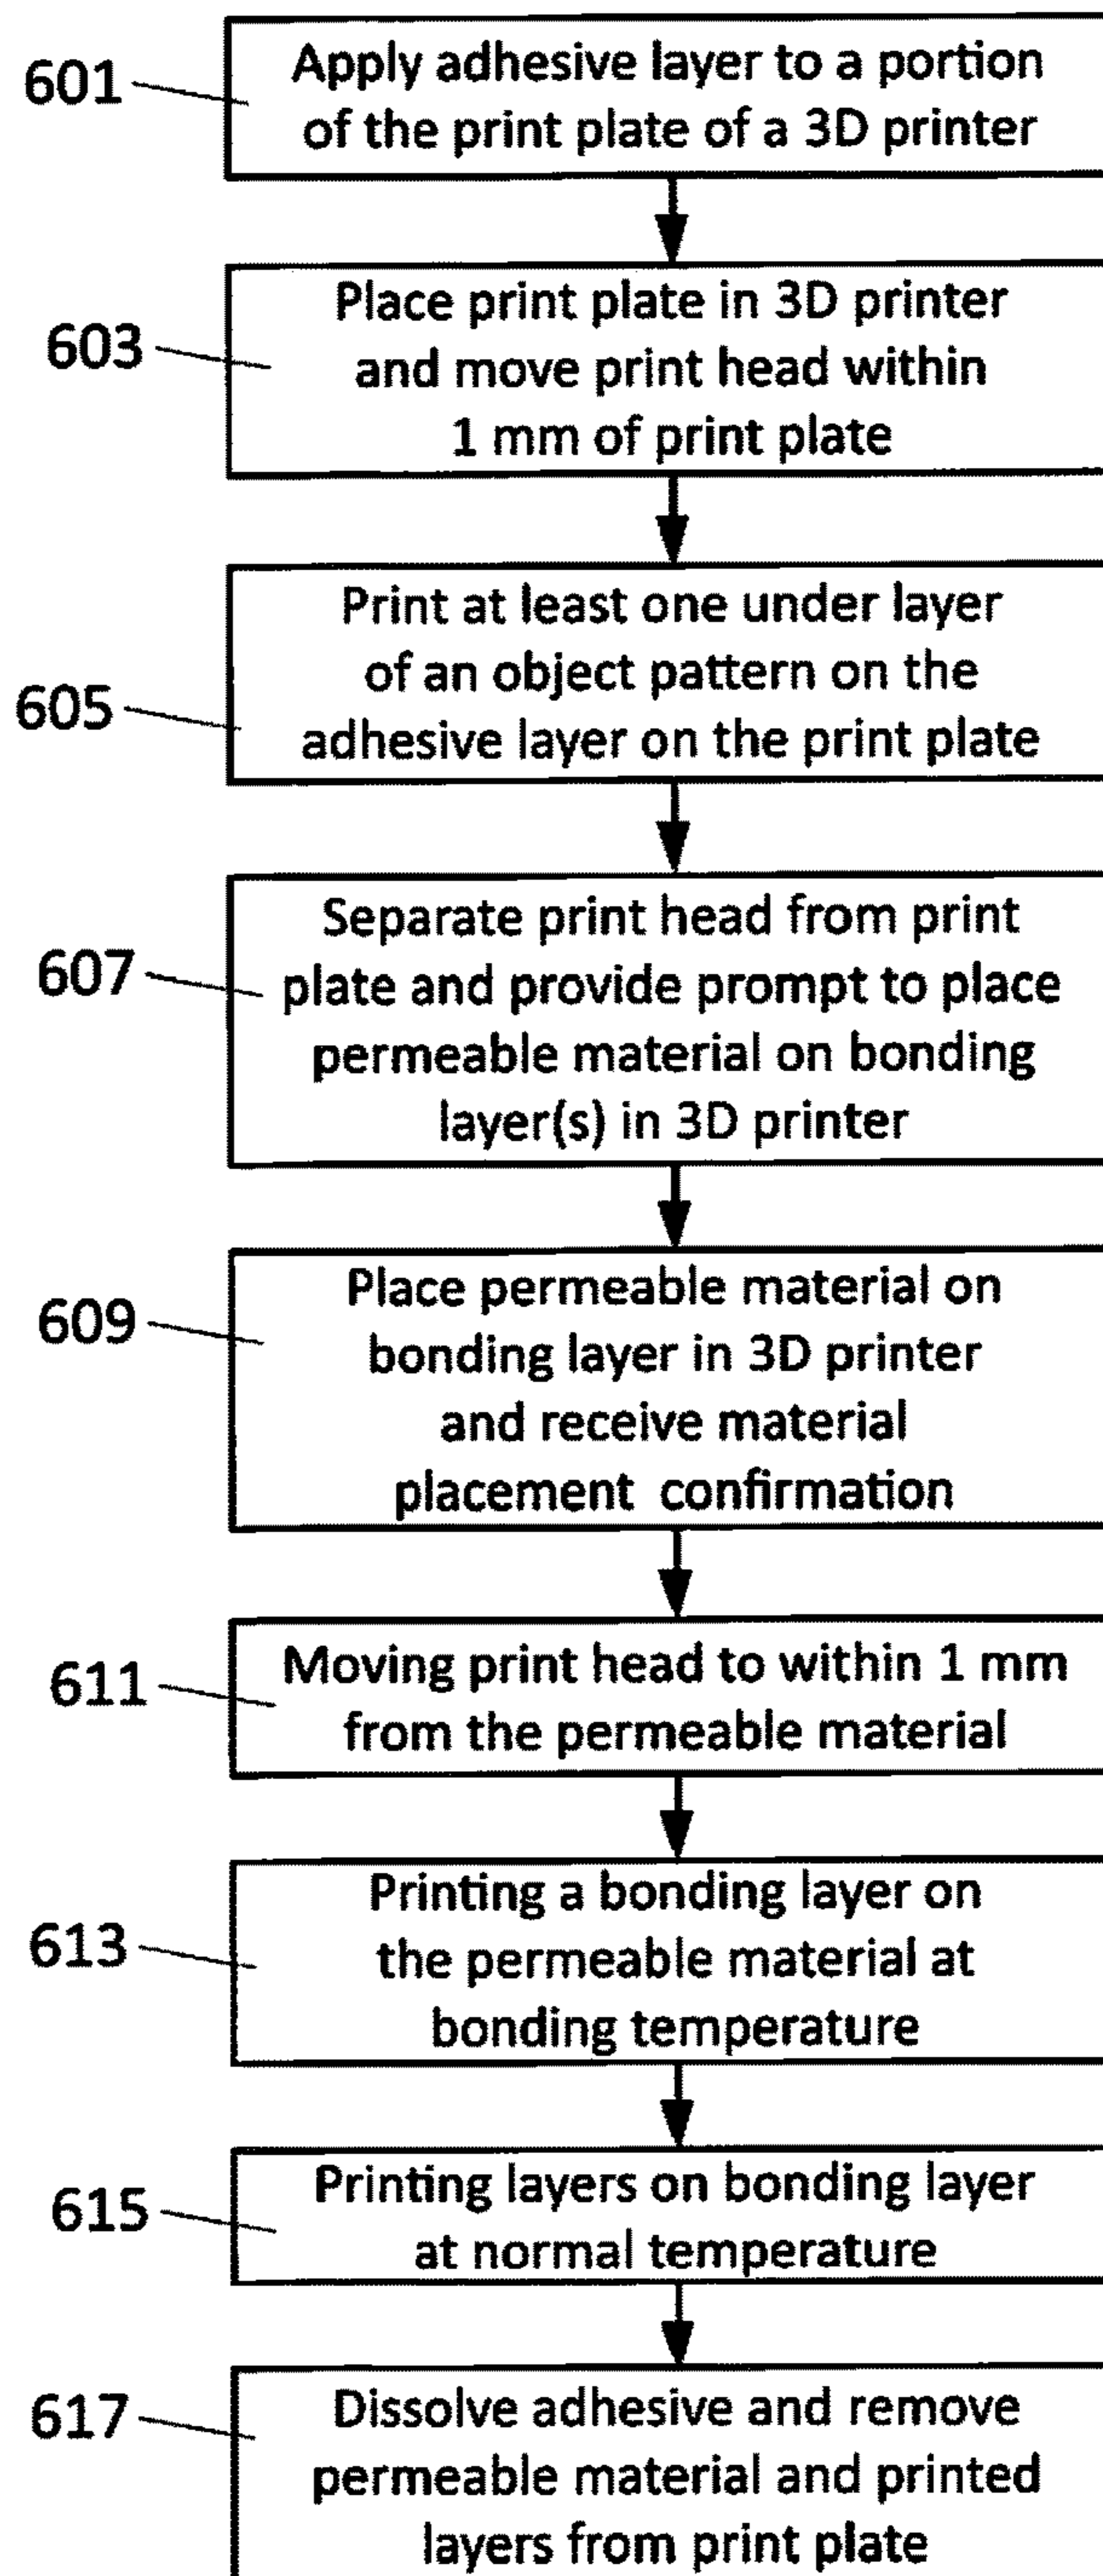 601
Apply adhesive layer to a portion
of the print plate of a 3D printer
603
Place print plate in 3D printer
and move print head within
1 mm of print plate
605
Print at least one under layer
of an object pattern on the
adhesive layer on the print plate
607
Separate print head from print
plate and provide prompt to place
permeable material on bonding
layer(s) in 3D printer
609
Place permeable material on
bonding layer in 3D printer
and receive material
placement confirmation
611
Moving print head to within 1 mm
from the permeable material
613
Printing a bonding layer on
the permeable material at
bonding temperature
615
Printing layers on bonding layer
at normal temperature
617
Dissolve adhesive and remove
permeable material and printed
layers from print plate